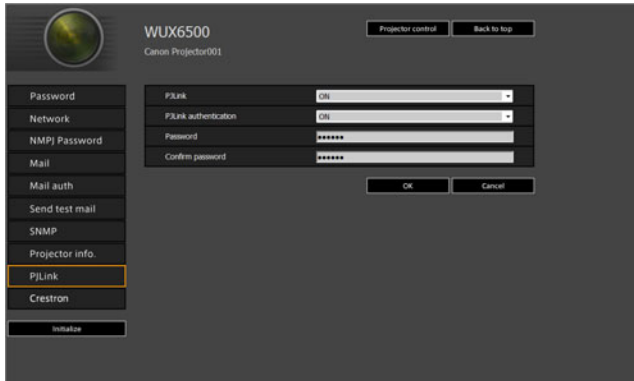 WUX6500
Projector control
Back to top
Canon Projector001
Password
Network
NMPJ Password
Mail
Mail auth
Send test mail
SNMP
Projector info.
PJLink
Crestron
Initialize
PJLink
ON
PJLink authentication
ON
Password
••••••
Confirm password
••••••
OK
Cancel